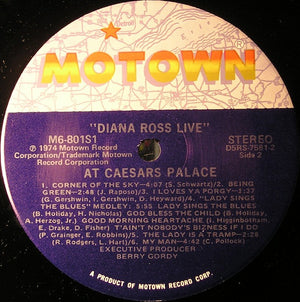 Detroit
MOTOWN
®
"DIANA ROSS LIVE"
M6-801S1 STEREO
℗ 1974 Motown Record D5RS-7581-2
Corporation/Trademark Motown Side 2
Record Corporation
AT CAESARS PALACE
1. CORNER OF THE SKY—4:07 (S. Schwartz) 2. BEING
GREEN—2:48 (J. Raposo) 3. I LOVES YA PORGY—3:37
(G. Gershwin, I. Gershwin, D. Heyward) 4. "LADY SINGS
THE BLUES" MEDLEY: 5:55 LADY SINGS THE BLUES (B.
Holiday, H. Nicholas) GOD BLESS THE CHILD (B. Holiday,
A. Herzog, Jr.) GOOD MORNING HEARTACHE (I. Higginbotham,
E. Drake, D. Fisher) T'AIN'T NOBODY'S BIZNESS IF I DO
(P. Grainger, E. Robbins) 5. THE LADY IS A TRAMP—2:28
(R. Rodgers, L. Hart) 6. MY MAN—4:42 (C. Pollock)
EXECUTIVE PRODUCER
BERRY GORDY
A PRODUCT OF MOTOWN RECORD CORP.